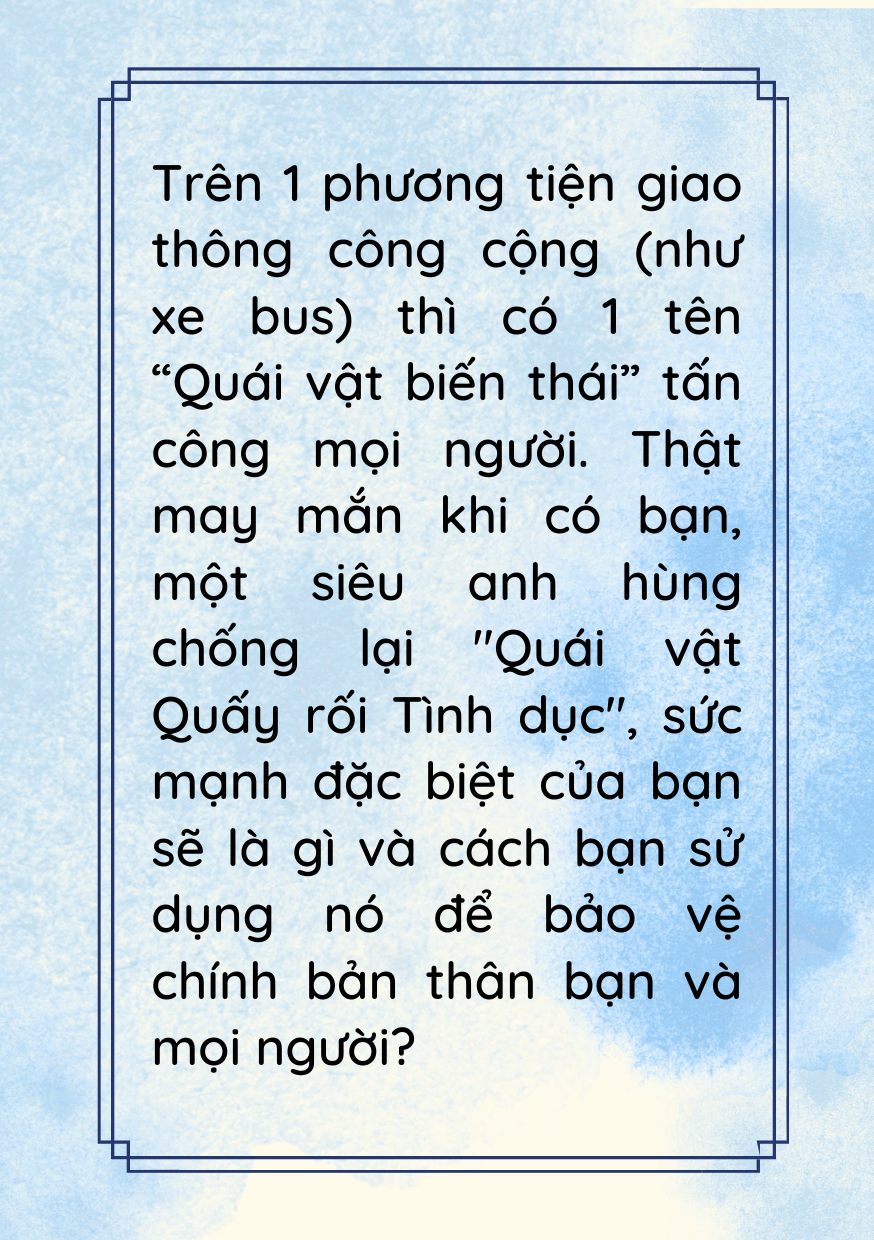 Trên 1 phương tiện giao
thông công cộng (như
xe bus) thì có 1 tên
“Quái vật biến thái” tấn
công mọi người. Thật
may mắn khi có bạn,
một siêu anh hùng
chống lại "Quái vật
Quấy rối Tình dục", sức
mạnh đặc biệt của bạn
sẽ là gì và cách bạn sử
dụng nó để bảo vệ
chính bản thân bạn và
mọi người?